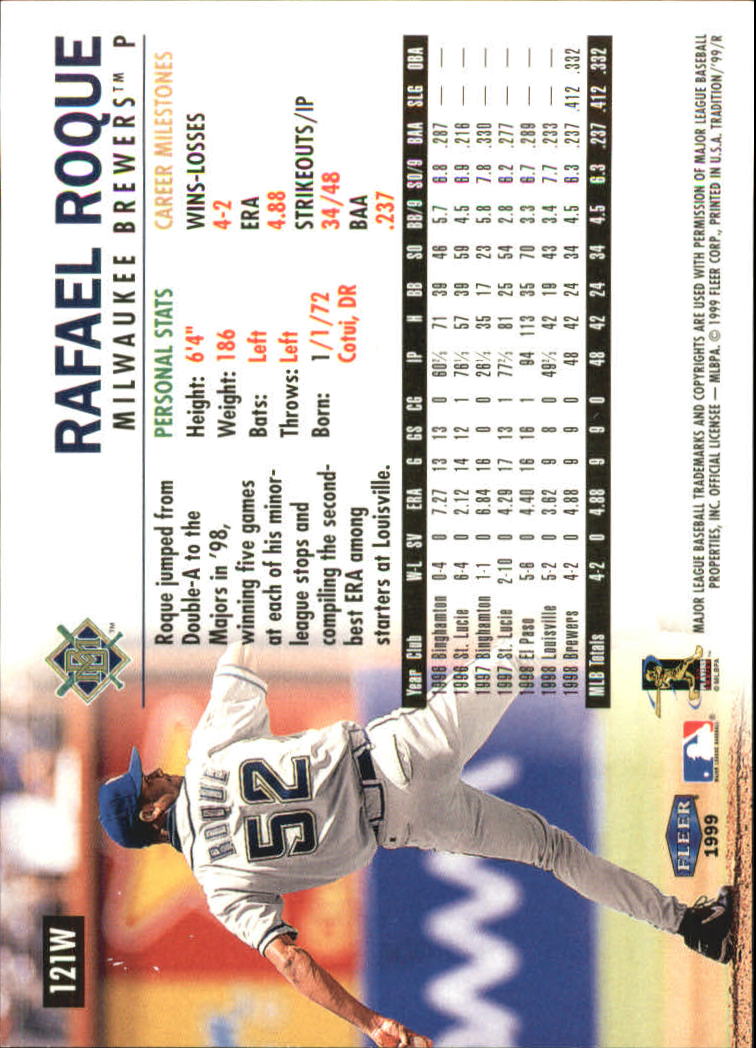 121W
RAFAEL ROQUE
MILWAUKEE BREWERS™ P
Roque jumped from
Double-A to the
Majors in '98,
winning five games
at each of his minor-
league stops and
compiling the second-
best ERA among
starters at Louisville.
PERSONAL STATS
Height: 6'4"
Weight: 186
Bats: Left
Throws: Left
Born: 1/1/72
Cotui, DR
CAREER MILESTONES
WINS-LOSSES
4-2
ERA
4.88
STRIKEOUTS/IP
34/48
BAA
.237
Year Club W-L SV ERA G GS CG IP H BB SO BB/9 SO/9 BAA SLG OBA
1996 Binghamton 0-4 0 7.27 13 13 0 60⅔ 71 39 46 5.7 6.8 .287 — —
1996 St. Lucie 6-4 0 2.12 14 12 1 76⅓ 57 39 59 4.5 6.9 .216 — —
1997 Binghamton 1-1 0 6.84 16 0 0 26⅓ 35 17 23 5.8 7.8 .330 — —
1997 St. Lucie 2-10 0 4.29 17 13 1 77⅔ 81 25 54 2.8 6.2 .277 — —
1998 El Paso 5-6 0 4.40 16 16 1 94 113 35 70 3.3 6.7 .289 — —
1998 Louisville 5-2 0 3.62 9 8 0 49⅔ 42 19 43 3.4 7.7 .233 — —
1998 Brewers 4-2 0 4.88 9 9 0 48 42 24 34 4.5 6.3 .237 .412 .332
MLB Totals 4-2 0 4.88 9 9 0 48 42 24 34 4.5 6.3 .237 .412 .332
ROQUE
52
FLEER
1999
MAJOR LEAGUE BASEBALL
®
PLAYERS
©MLBPA
MAJOR LEAGUE BASEBALL TRADEMARKS AND COPYRIGHTS ARE USED WITH PERMISSION OF MAJOR LEAGUE BASEBALL
PROPERTIES, INC. OFFICIAL LICENSEE — MLBPA. © 1999 FLEER CORP., PRINTED IN U.S.A. TRADITION/'99/R